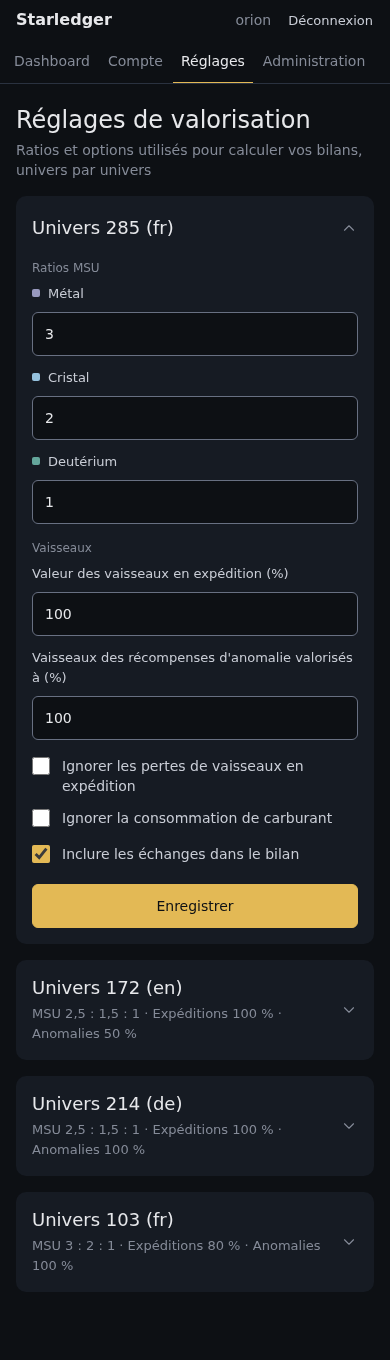 Starledger
orion Déconnexion
Dashboard Compte Réglages Administration
Réglages de valorisation
Ratios et options utilisés pour calculer vos bilans,
univers par univers
Univers 285 (fr)
Ratios MSU
Métal
3
Cristal
2
Deutérium
1
Vaisseaux
Valeur des vaisseaux en expédition (%)
100
Vaisseaux des récompenses d'anomalie valorisés
à (%)
100
Ignorer les pertes de vaisseaux en
expédition
Ignorer la consommation de carburant
Inclure les échanges dans le bilan
Enregistrer
Univers 172 (en)
MSU 2,5 : 1,5 : 1 · Expéditions 100 % ·
Anomalies 50 %
Univers 214 (de)
MSU 2,5 : 1,5 : 1 · Expéditions 100 % ·
Anomalies 100 %
Univers 103 (fr)
MSU 3 : 2 : 1 · Expéditions 80 % · Anomalies
100 %